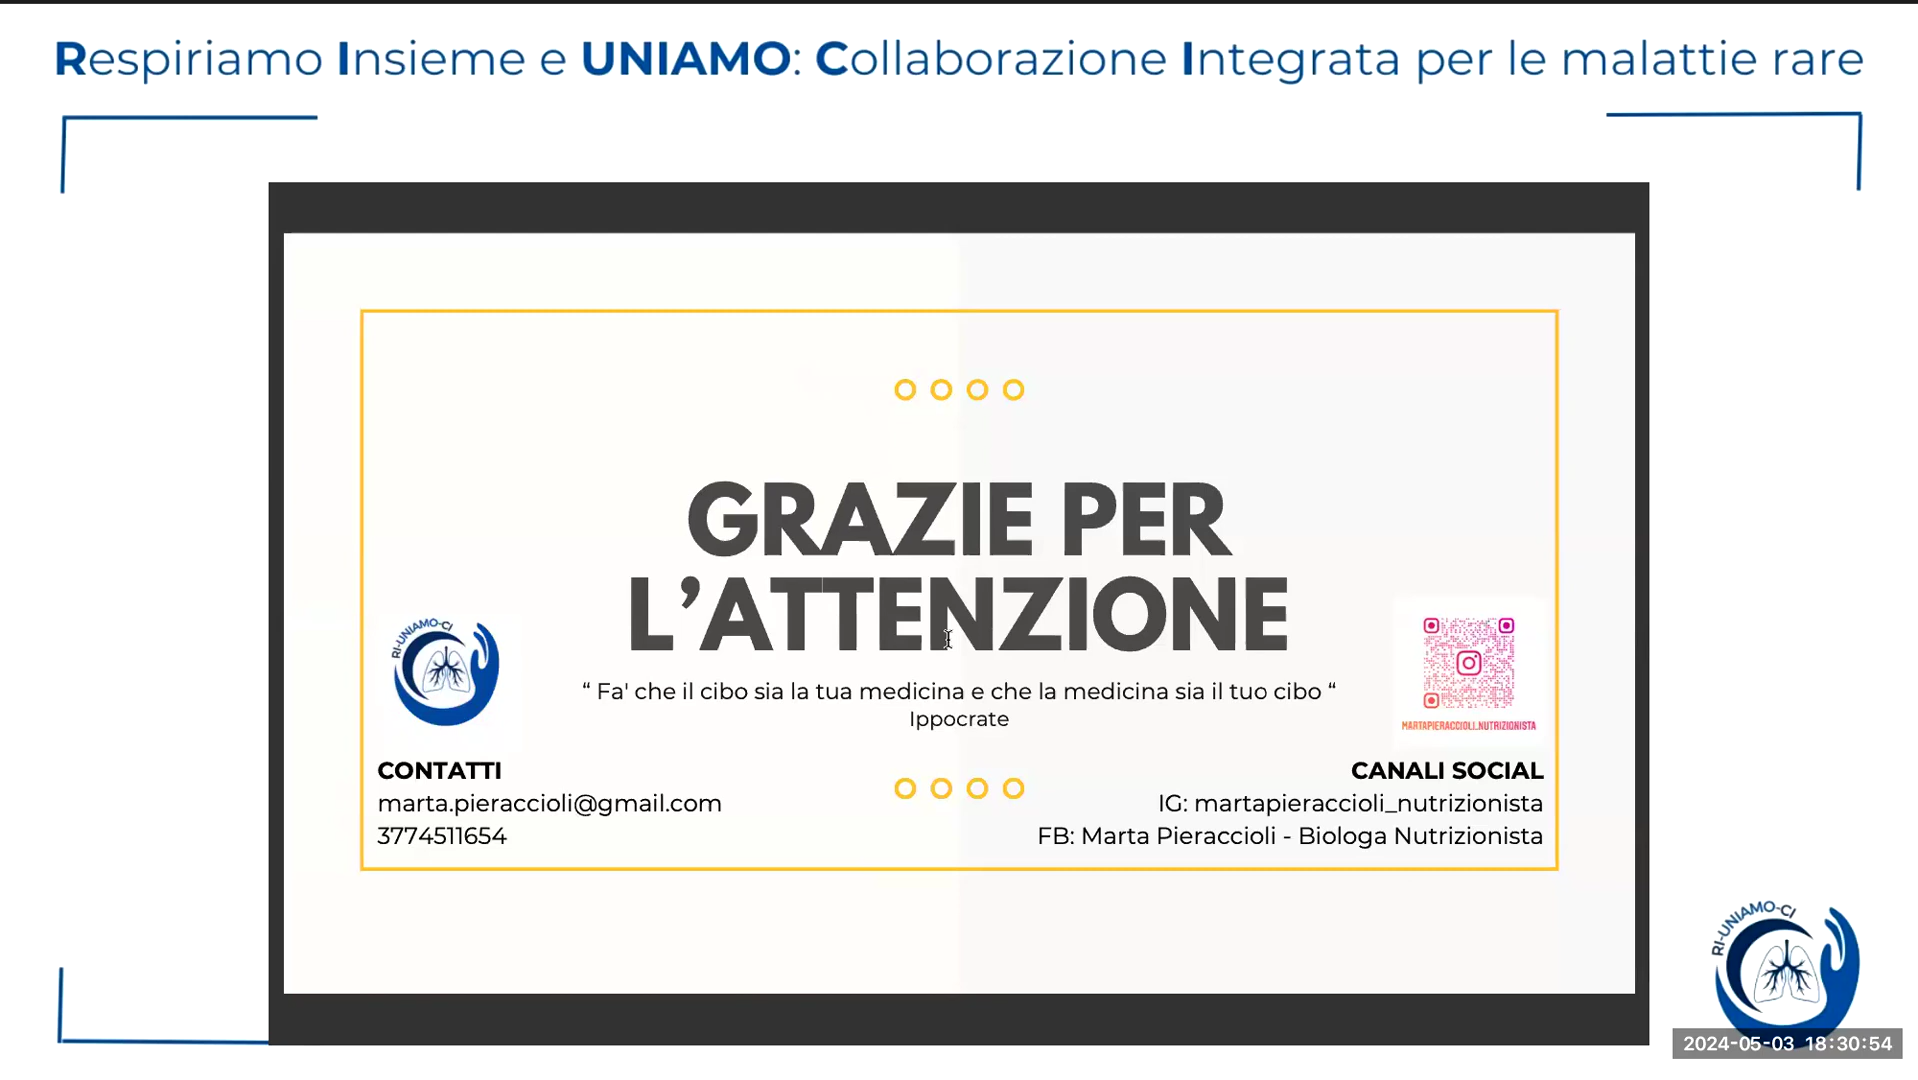 Respiriamo Insieme e UNIAMO: Collaborazione Integrata per le malattie rare
GRAZIE PER
L’ATTENZIONE
“ Fa' che il cibo sia la tua medicina e che la medicina sia il tuo cibo “
Ippocrate
RI-UNIAMO-CI
MARTAPIERACCIOLI_NUTRIZIONISTA
CONTATTI
marta.pieraccioli@gmail.com
3774511654
CANALI SOCIAL
IG: martapieraccioli_nutrizionista
FB: Marta Pieraccioli - Biologa Nutrizionista
RI-UNIAMO-CI
2024-05-03 18:30:54